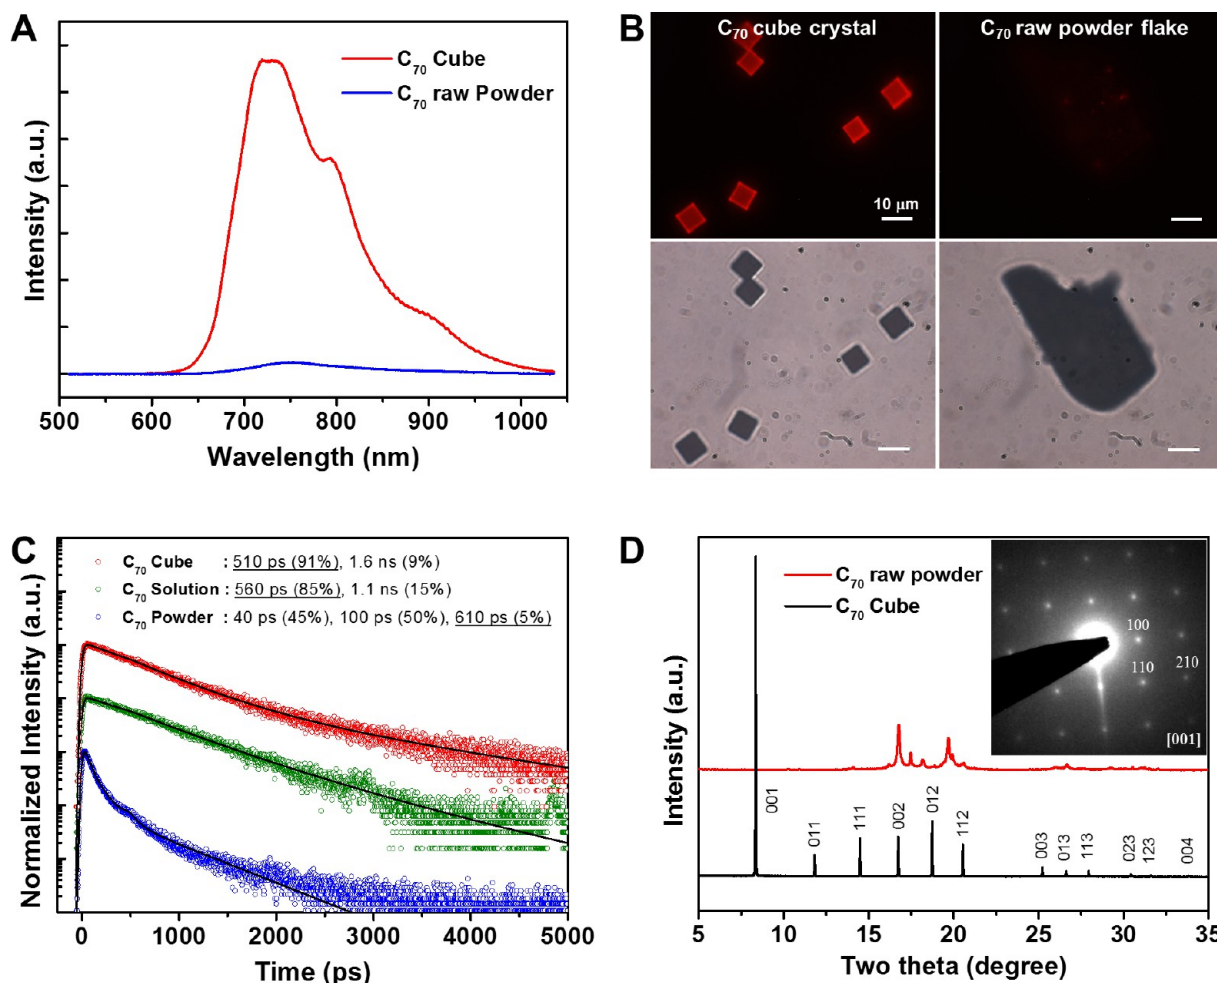 A
C70 Cube
C70 raw Powder
Intensity (a.u.)
500 600 700 800 900 1000
Wavelength (nm)
B
C70 cube crystal
C70 raw powder flake
10 μm
C
C70 Cube : 510 ps (91%), 1.6 ns (9%)
C70 Solution : 560 ps (85%), 1.1 ns (15%)
C70 Powder : 40 ps (45%), 100 ps (50%), 610 ps (5%)
Normalized Intensity (a.u.)
0 1000 2000 3000 4000 5000
Time (ps)
D
C70 raw powder
C70 Cube
100
110
210
[001]
Intensity (a.u.)
001
011
111
002
012
112
003
013
113
023
123
004
5 10 15 20 25 30 35
Two theta (degree)